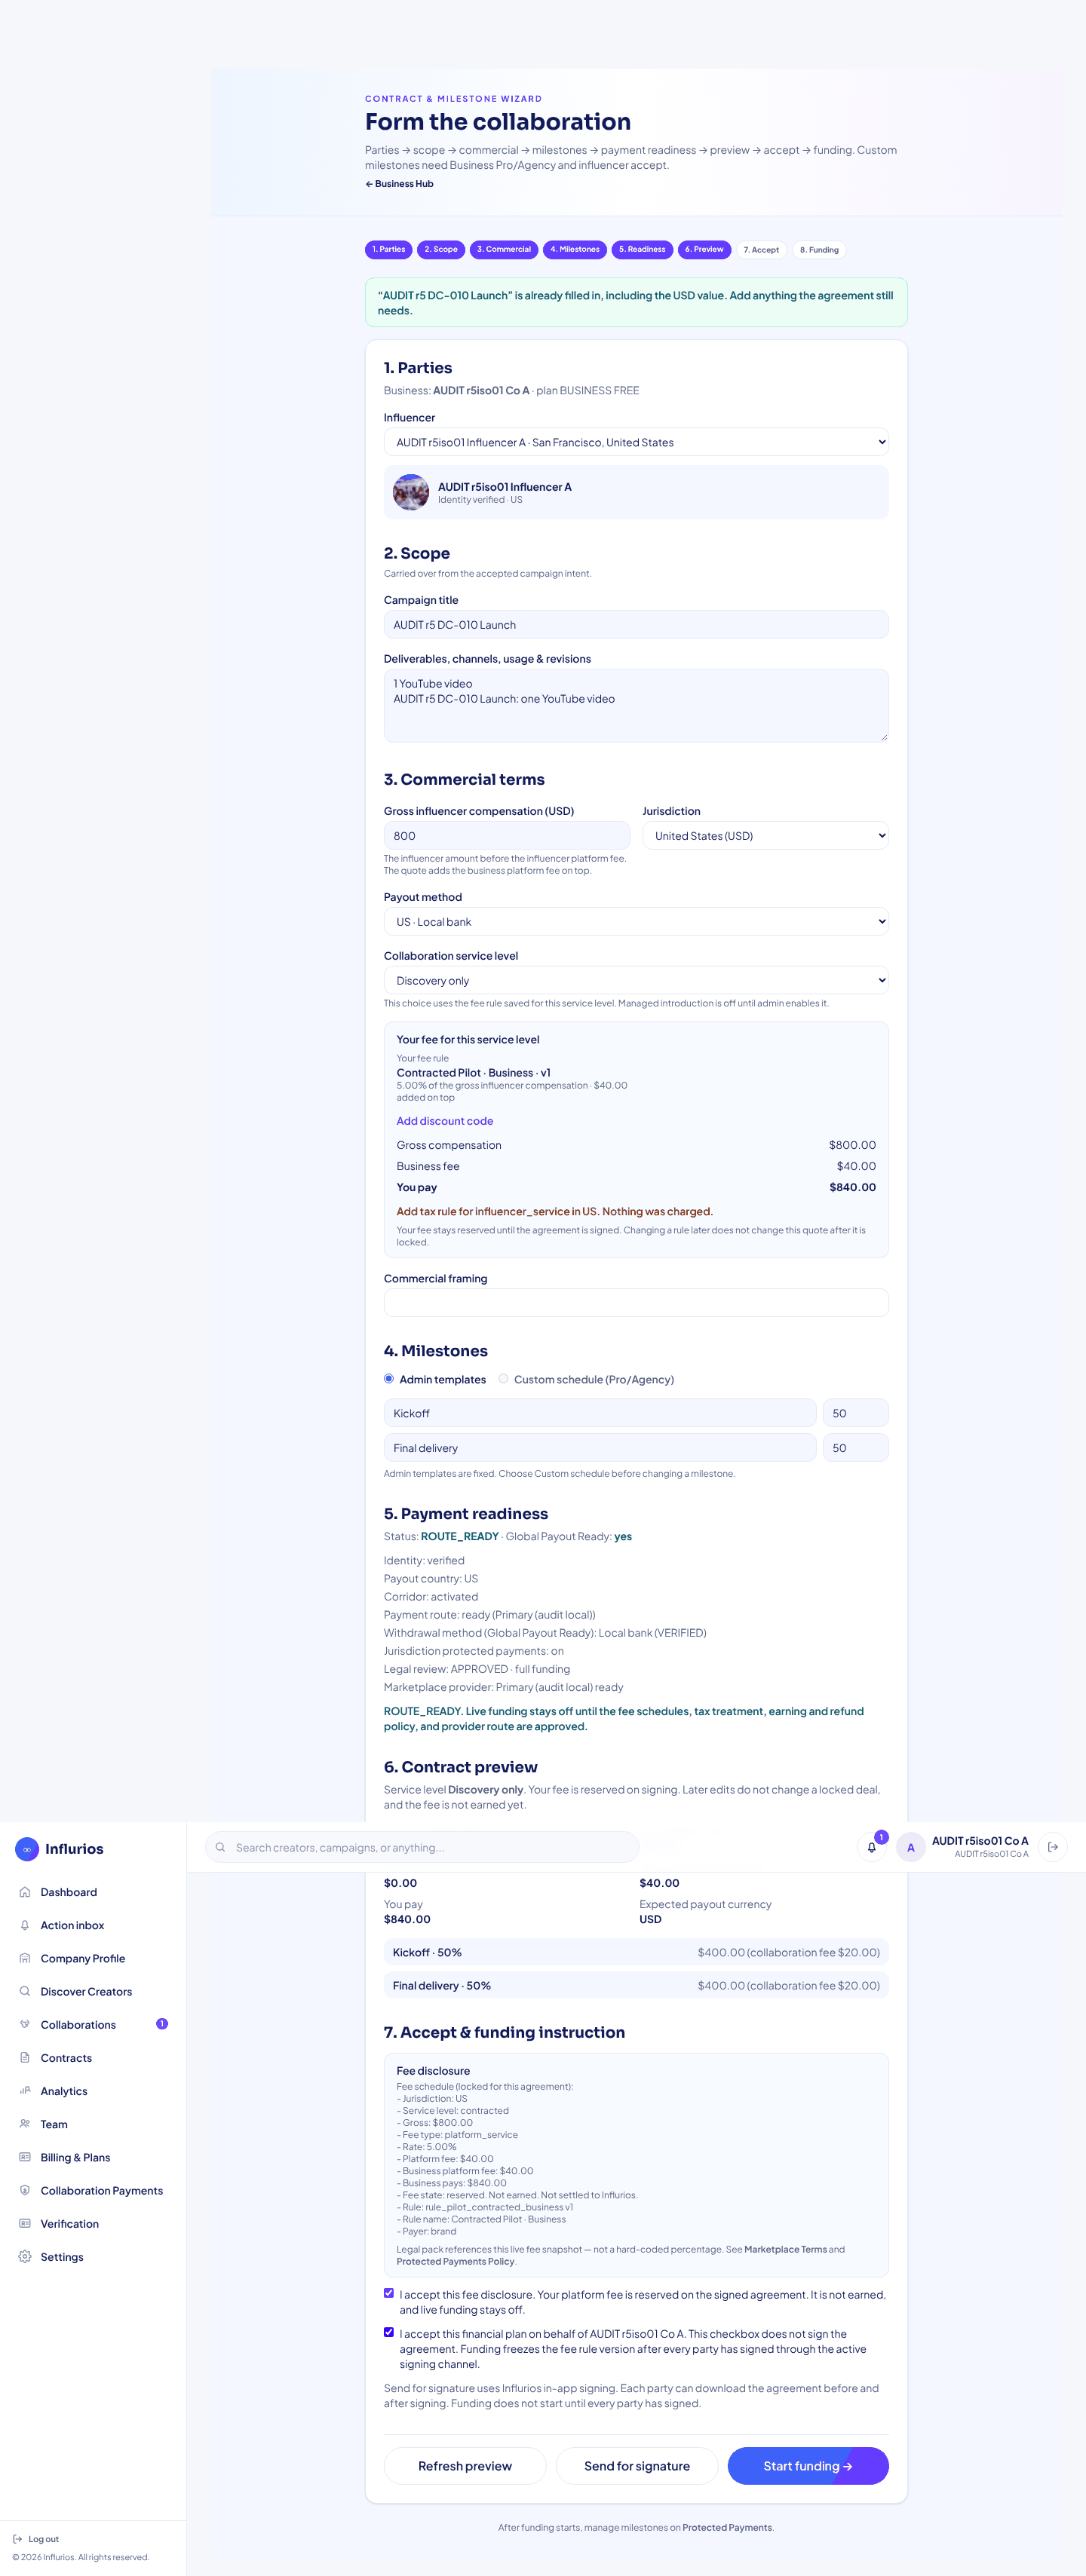 CONTRACT & MILESTONE WIZARD
Form the collaboration
Parties → scope → commercial → milestones → payment readiness → preview → accept → funding. Custom
milestones need Business Pro/Agency and influencer accept.
← Business Hub
1. Parties
2. Scope
3. Commercial
4. Milestones
5. Readiness
6. Preview
7. Accept
8. Funding
“AUDIT r5 DC-010 Launch” is already filled in, including the USD value. Add anything the agreement still
needs.
1. Parties
Business: AUDIT r5iso01 Co A · plan BUSINESS FREE
Influencer
AUDIT r5iso01 Influencer A · San Francisco, United States
AUDIT r5iso01 Influencer A
Identity verified · US
2. Scope
Carried over from the accepted campaign intent.
Campaign title
AUDIT r5 DC-010 Launch
Deliverables, channels, usage & revisions
1 YouTube video
AUDIT r5 DC-010 Launch: one YouTube video
3. Commercial terms
Gross influencer compensation (USD)
Jurisdiction
800
United States (USD)
The influencer amount before the influencer platform fee.
The quote adds the business platform fee on top.
Payout method
US · Local bank
Collaboration service level
Discovery only
This choice uses the fee rule saved for this service level. Managed introduction is off until admin enables it.
Your fee for this service level
Your fee rule
Contracted Pilot · Business · v1
5.00% of the gross influencer compensation · $40.00
added on top
Add discount code
Gross compensation $800.00
Business fee $40.00
You pay $840.00
Add tax rule for influencer_service in US. Nothing was charged.
Your fee stays reserved until the agreement is signed. Changing a rule later does not change this quote after it is
locked.
Commercial framing
4. Milestones
Admin templates
Custom schedule (Pro/Agency)
Kickoff 50
Final delivery 50
Admin templates are fixed. Choose Custom schedule before changing a milestone.
5. Payment readiness
Status: ROUTE_READY · Global Payout Ready: yes
Identity: verified
Payout country: US
Corridor: activated
Payment route: ready (Primary (audit local))
Withdrawal method (Global Payout Ready): Local bank (VERIFIED)
Jurisdiction protected payments: on
Legal review: APPROVED · full funding
Marketplace provider: Primary (audit local) ready
ROUTE_READY. Live funding stays off until the fee schedules, tax treatment, earning and refund
policy, and provider route are approved.
6. Contract preview
Service level Discovery only. Your fee is reserved on signing. Later edits do not change a locked deal,
and the fee is not earned yet.
Influrios
Search creators, campaigns, or anything...
1
A
AUDIT r5iso01 Co A
AUDIT r5iso01 Co A
Dashboard
Action inbox
Company Profile
Discover Creators
Collaborations 1
Contracts
Analytics
Team
Billing & Plans
Collaboration Payments
Verification
Settings
Log out
© 2026 Influrios. All rights reserved.
$0.00
$40.00
You pay
Expected payout currency
$840.00
USD
Kickoff · 50% $400.00 (collaboration fee $20.00)
Final delivery · 50% $400.00 (collaboration fee $20.00)
7. Accept & funding instruction
Fee disclosure
Fee schedule (locked for this agreement):
- Jurisdiction: US
- Service level: contracted
- Gross: $800.00
- Fee type: platform_service
- Rate: 5.00%
- Platform fee: $40.00
- Business platform fee: $40.00
- Business pays: $840.00
- Fee state: reserved. Not earned. Not settled to Influrios.
- Rule: rule_pilot_contracted_business v1
- Rule name: Contracted Pilot · Business
- Payer: brand
Legal pack references this live fee snapshot — not a hard-coded percentage. See Marketplace Terms and
Protected Payments Policy.
I accept this fee disclosure. Your platform fee is reserved on the signed agreement. It is not earned,
and live funding stays off.
I accept this financial plan on behalf of AUDIT r5iso01 Co A. This checkbox does not sign the
agreement. Funding freezes the fee rule version after every party has signed through the active
signing channel.
Send for signature uses Influrios in-app signing. Each party can download the agreement before and
after signing. Funding does not start until every party has signed.
Refresh preview
Send for signature
Start funding →
After funding starts, manage milestones on Protected Payments.